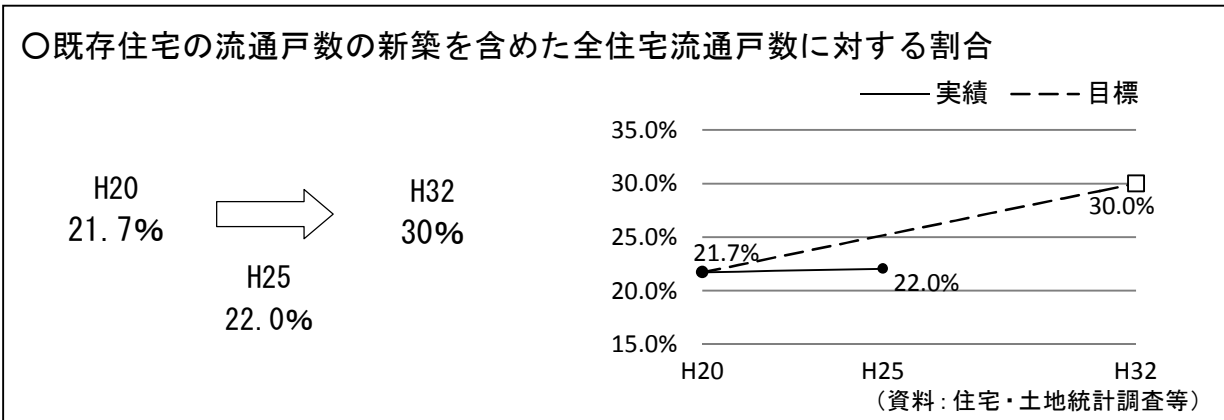 〇既存住宅の流通戸数の新築を含めた全住宅流通戸数に対する割合
実績 目標
H20
21.7%
H32
30%
H25
22.0%
35.0%
30.0%
25.0%
20.0%
15.0%
21.7%
22.0%
30.0%
H20 H25 H32
（資料：住宅・土地統計調査等）